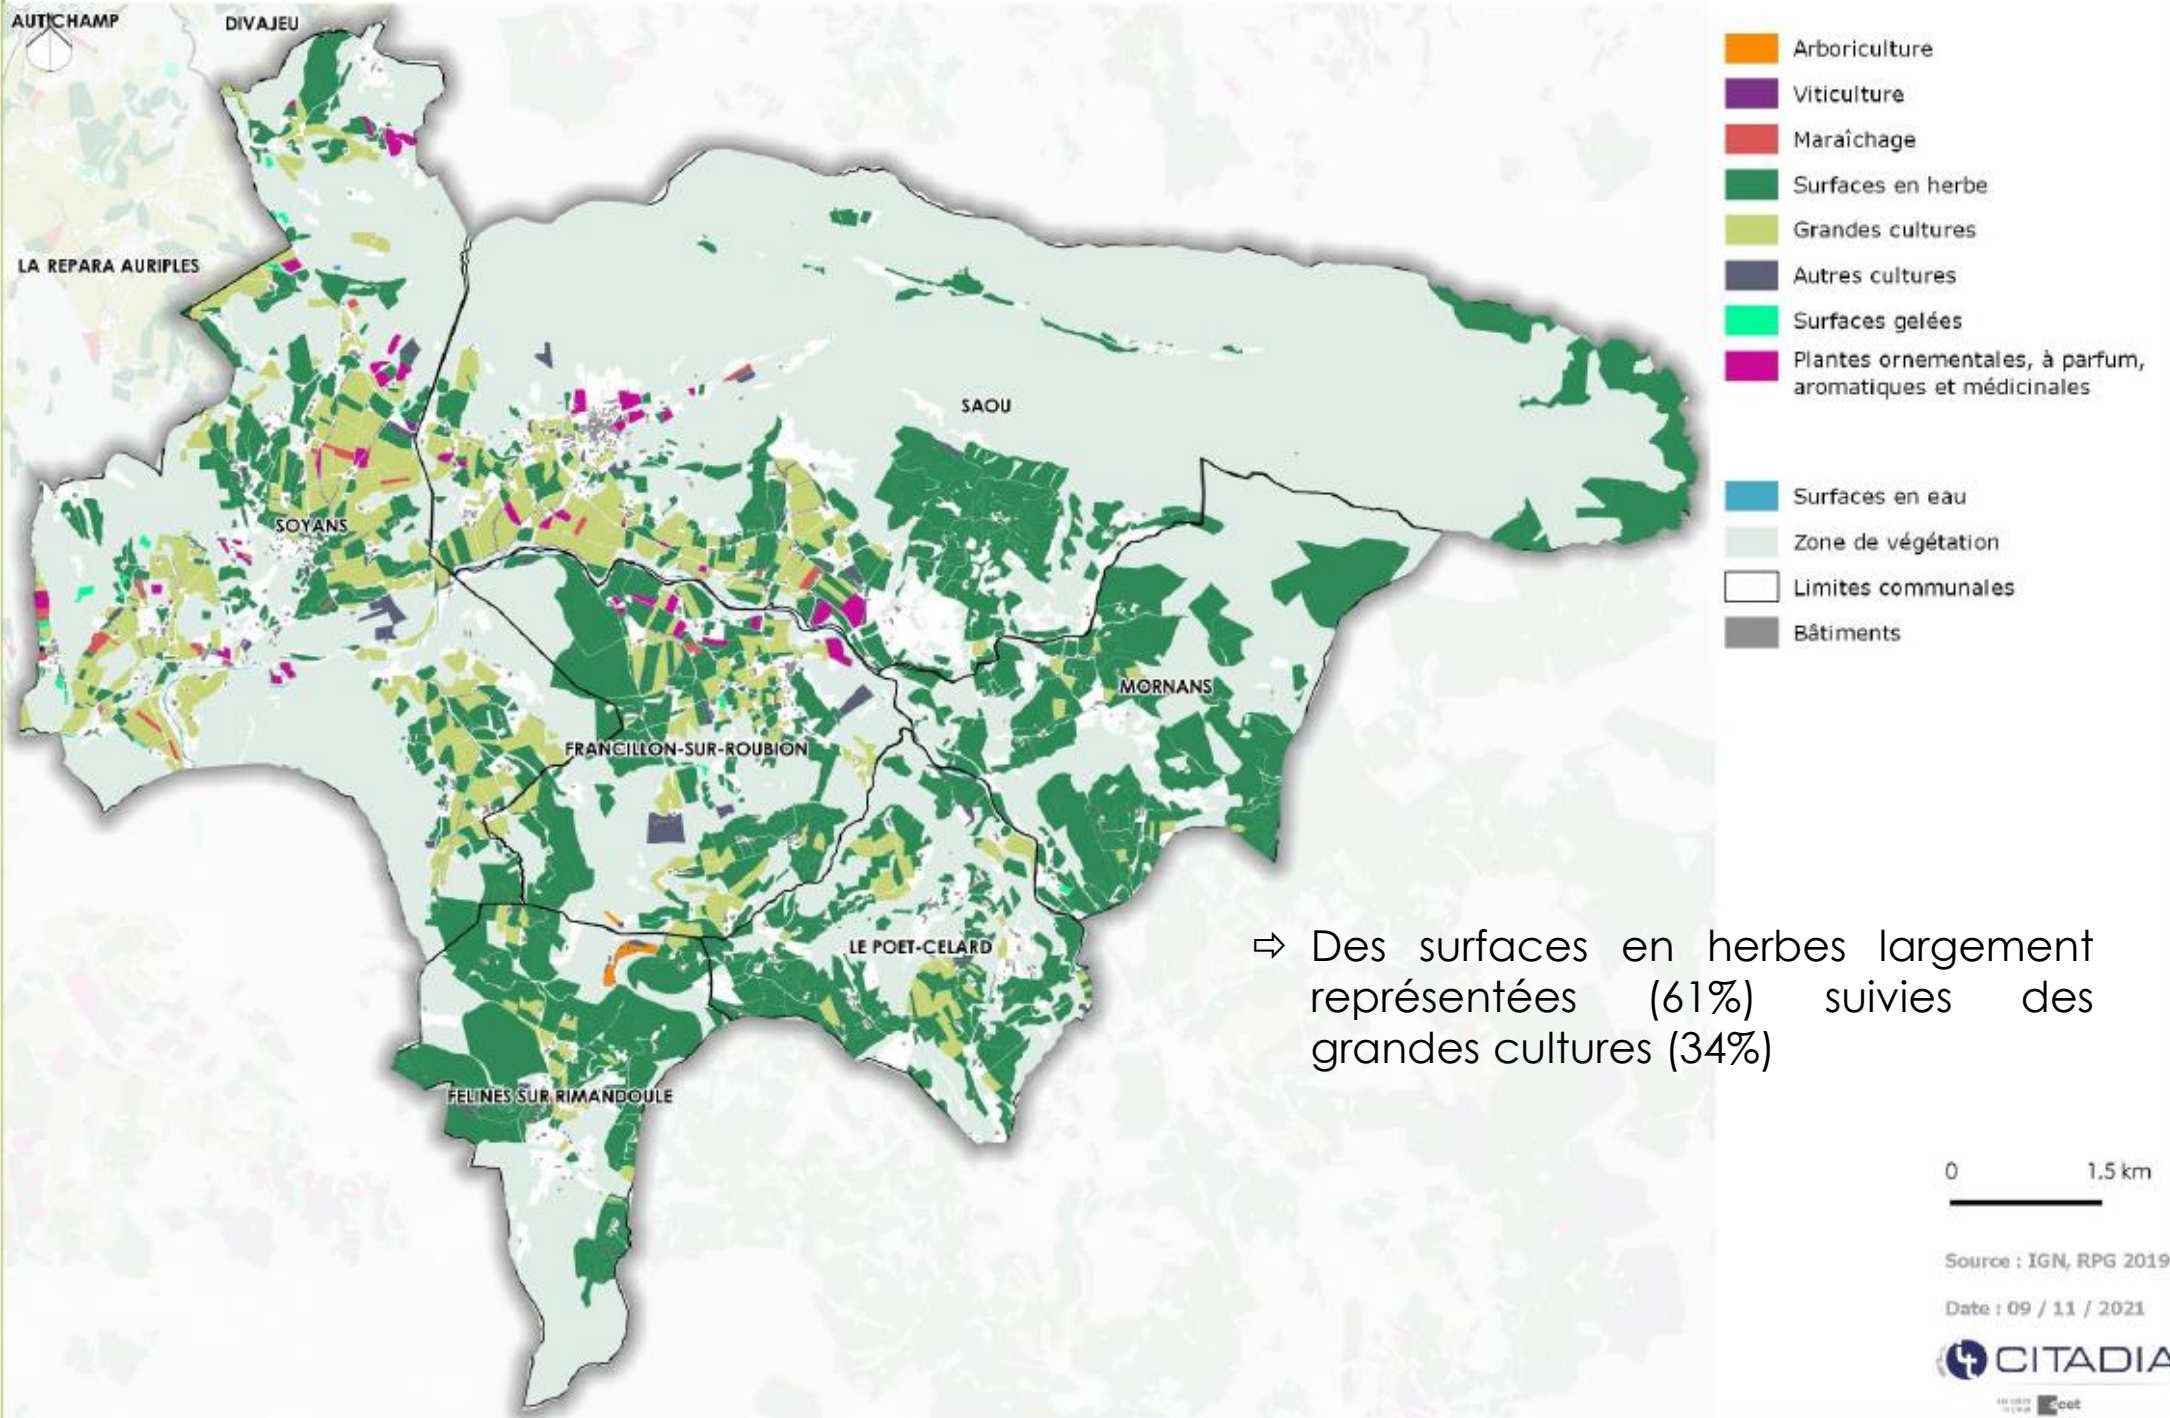 AUTICHAMP
DIVAJEU
LA REPARA AURIPLES
SAOU
SOYANS
MORNANS
FRANCILLON-SUR-ROUBION
LE POET-CELARD
FELINES SUR RIMANDOULE
Arboriculture
Viticulture
Maraîchage
Surfaces en herbe
Grandes cultures
Autres cultures
Surfaces gelées
Plantes ornementales, à parfum,
aromatiques et médicinales
Surfaces en eau
Zone de végétation
Limites communales
Bâtiments
⇨ Des surfaces en herbes largement
représentées (61%) suivies des
grandes cultures (34%)
0 1,5 km
Source : IGN, RPG 2019
Date : 09 / 11 / 2021
CITADIA
scet